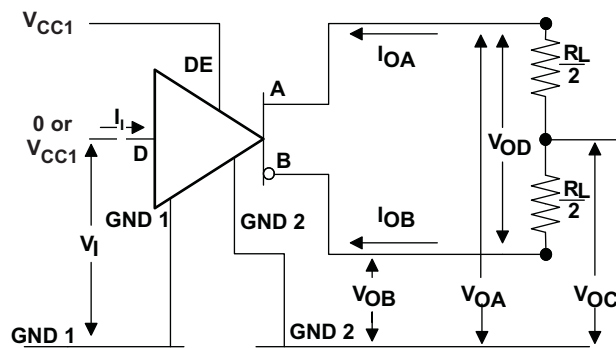 VCC1
DE
IOA
RL
2
A
0 or
VCC1
II
D
B
VOD
RL
2
GND 1
GND 2
IOB
VI
VOB
VOA
VOC
GND 1
GND 2